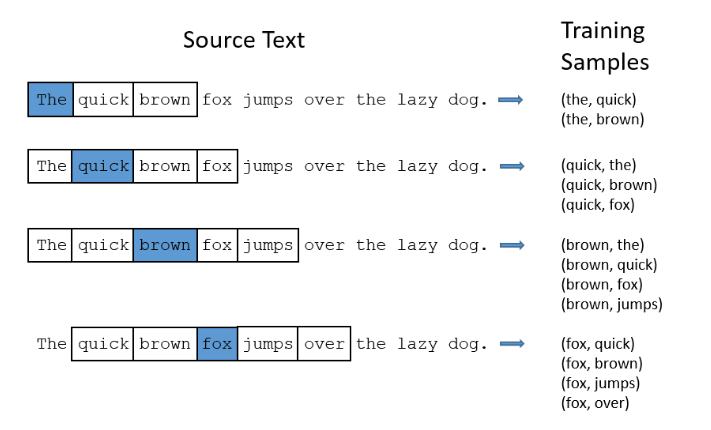 Source Text
Training
Samples
The quick brown fox jumps over the lazy dog.
(the, quick)
(the, brown)
The quick brown fox jumps over the lazy dog.
(quick, the)
(quick, brown)
(quick, fox)
The quick brown fox jumps over the lazy dog.
(brown, the)
(brown, quick)
(brown, fox)
(brown, jumps)
The quick brown fox jumps over the lazy dog.
(fox, quick)
(fox, brown)
(fox, jumps)
(fox, over)